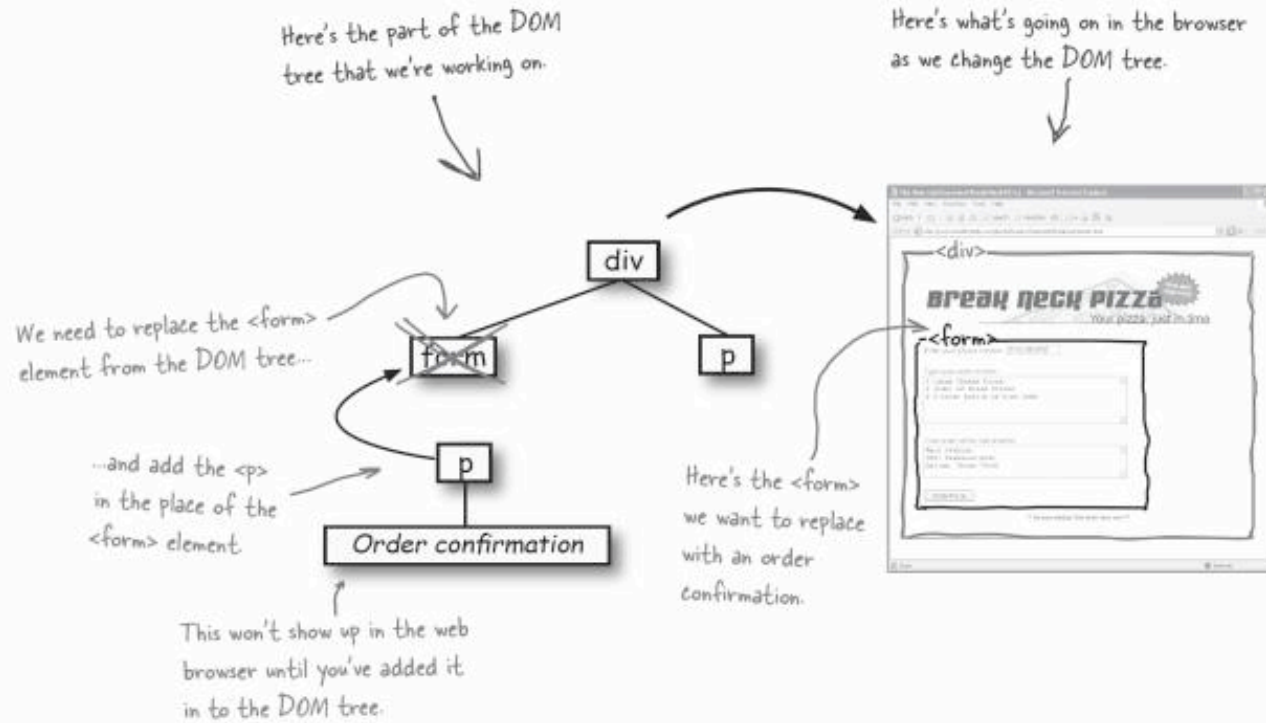 Here's the part of the DOM
tree that we're working on.
Here's what's going on in the browser
as we change the DOM tree.
div
<div>
BREAK NECK PIZZA
Your pizza, just in time
We need to replace the <form>
element from the DOM tree...
form
p
<form>
...and add the <p>
in the place of the
<form> element
p
Order confirmation
Here's the <form>
we want to replace
with an order
confirmation.
This won't show up in the web
browser until you've added it
in to the DOM tree.